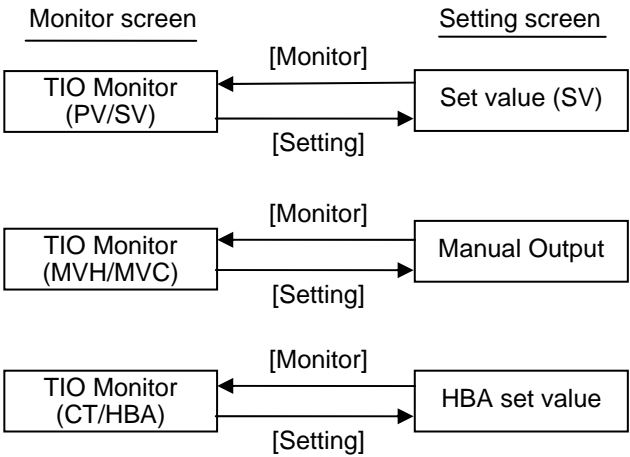 Monitor screen
Setting screen
[Monitor]
TIO Monitor
(PV/SV)
Set value (SV)
[Setting]
[Monitor]
TIO Monitor
(MVH/MVC)
Manual Output
[Setting]
[Monitor]
TIO Monitor
(CT/HBA)
HBA set value
[Setting]